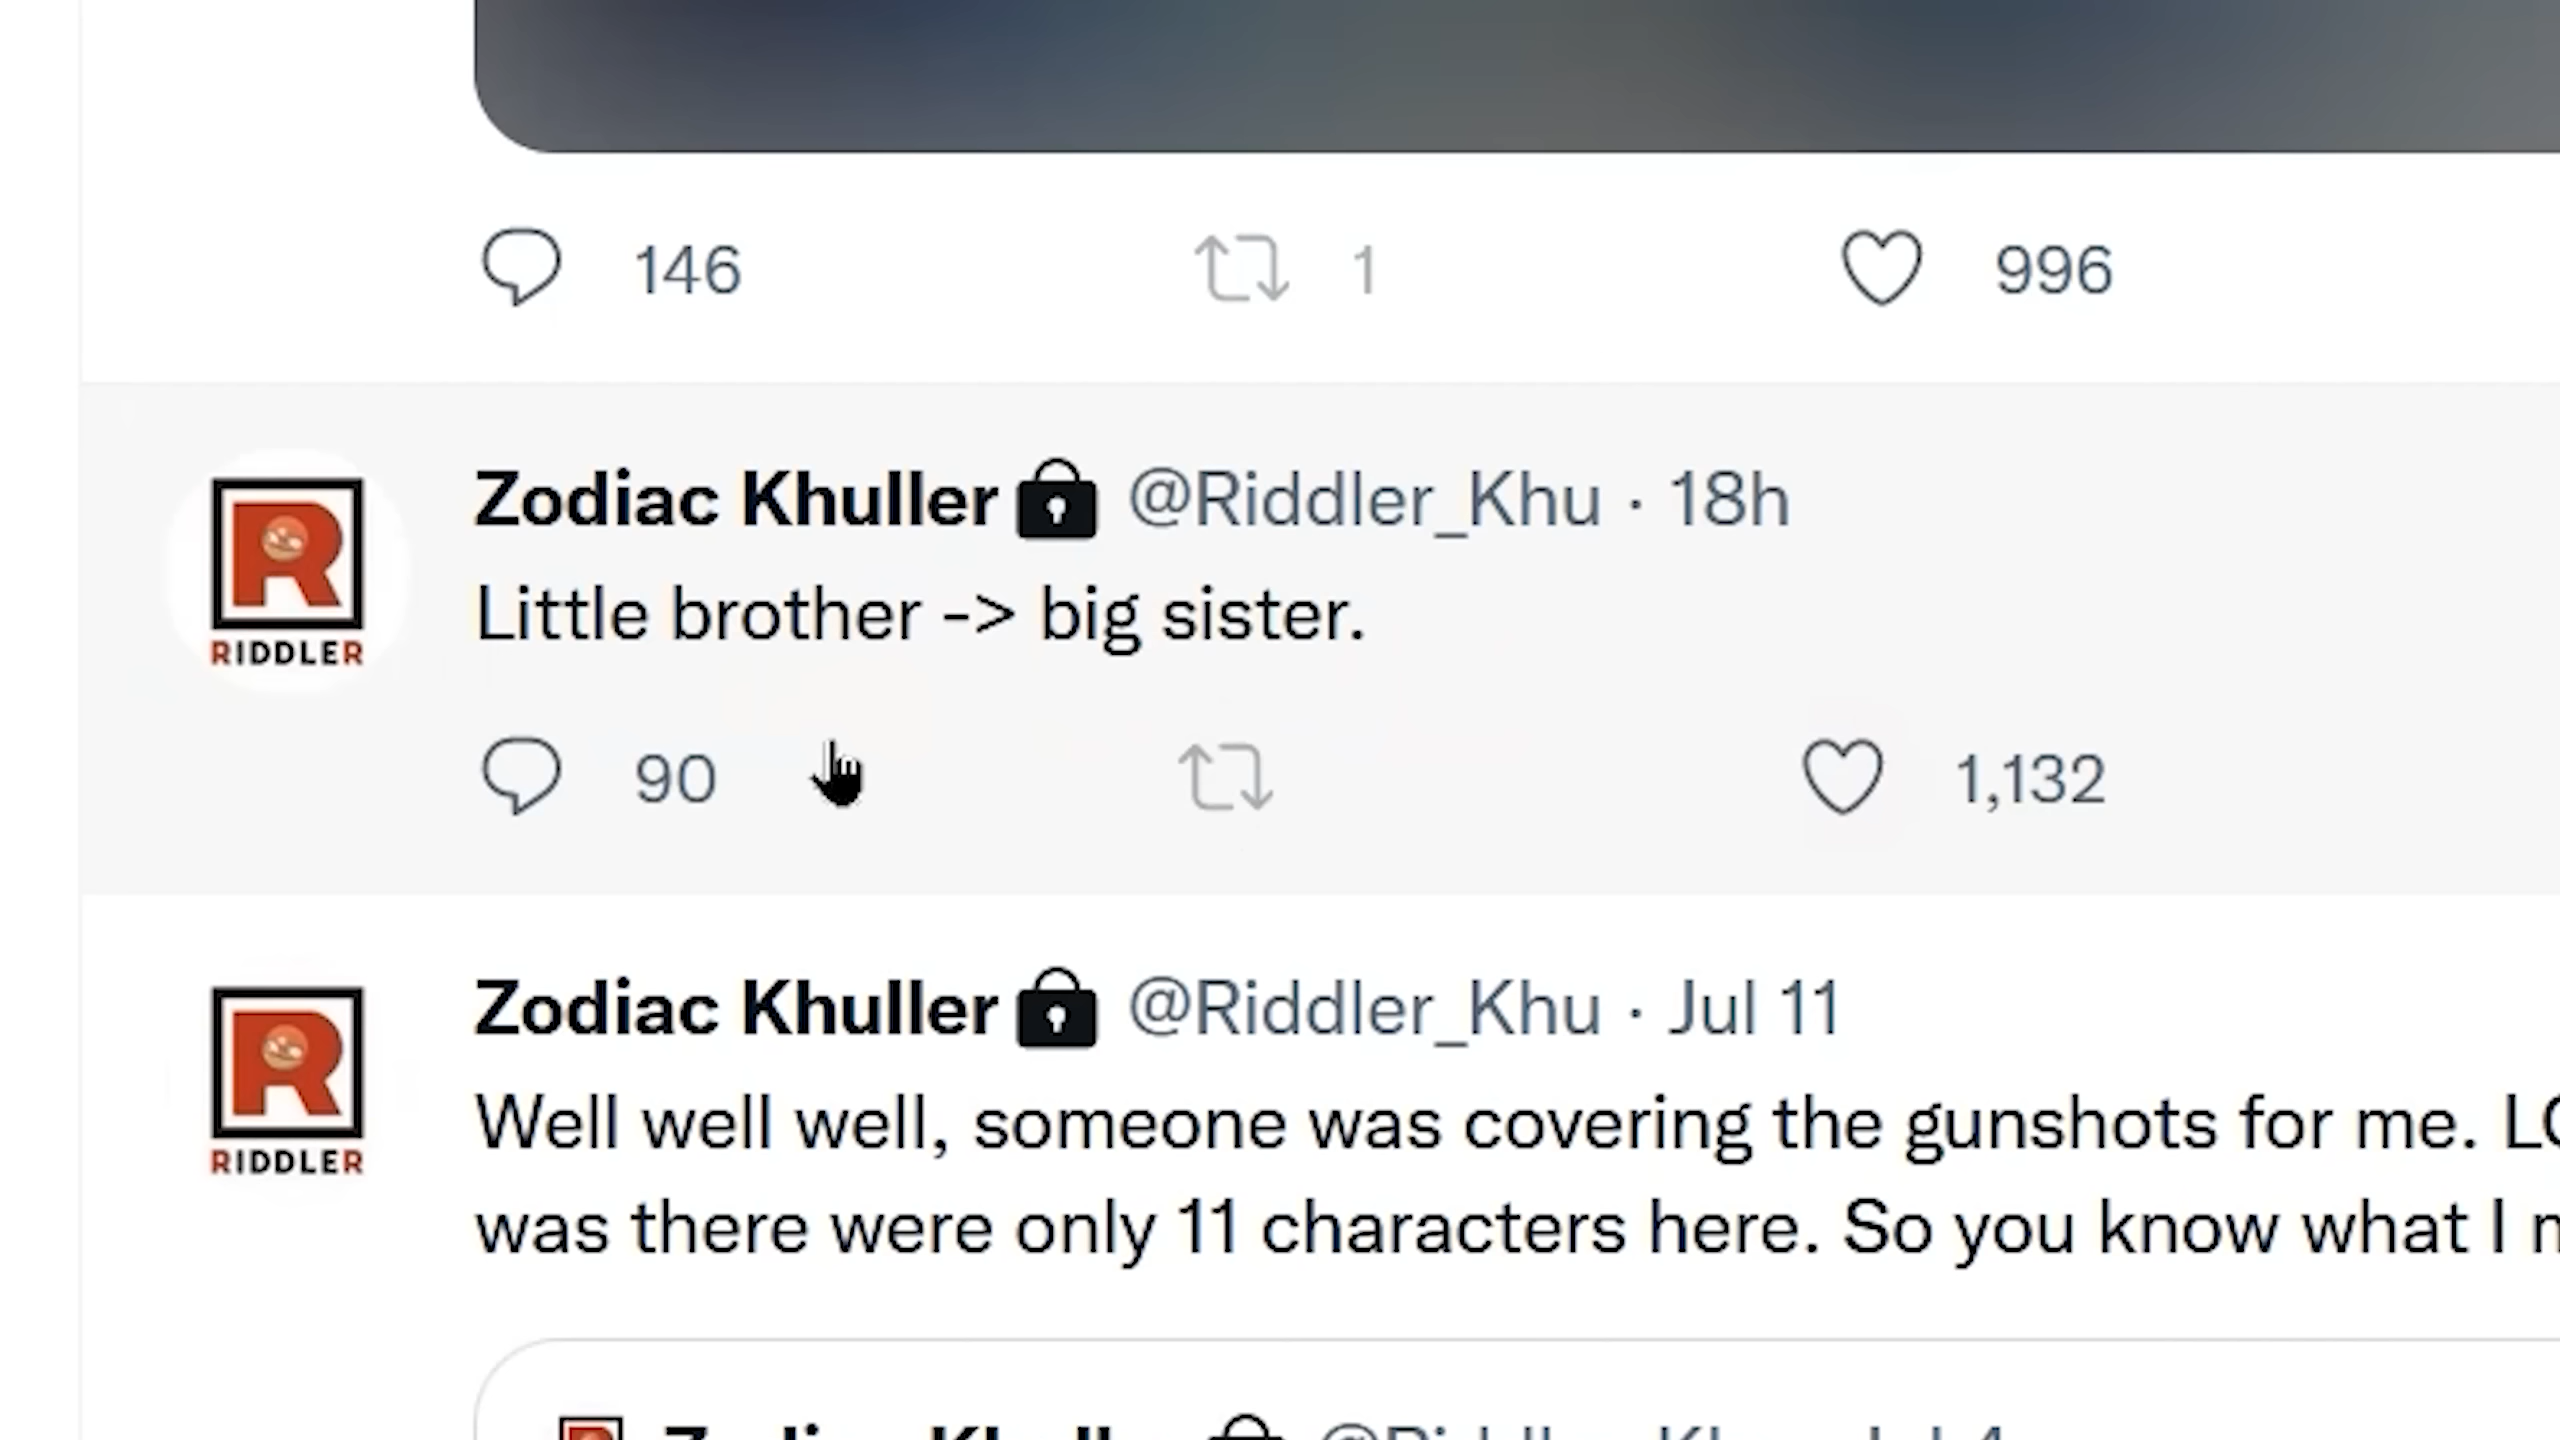 146 1 996
Zodiac Khuller @Riddler_Khu · 18h
RIDDLER
Little brother -> big sister.
90 1,132
Zodiac Khuller @Riddler_Khu · Jul 11
RIDDLER
Well well well, someone was covering the gunshots for me.
was there were only 11 characters here. So you know what I